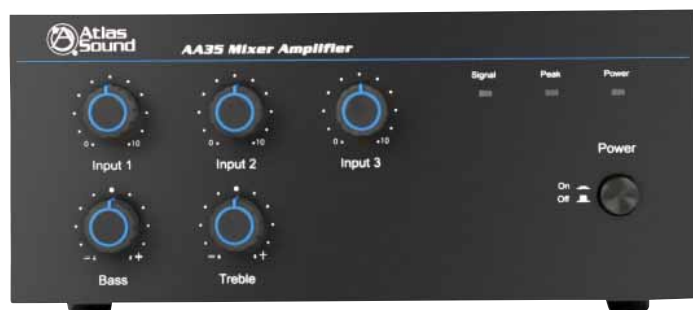 Atlas
Sound
AA35 Mixer Amplifier
Signal Peak Power
0 +10 0 +10 0 +10
Input 1 Input 2 Input 3
Power
On
Off
- + - +
Bass Treble